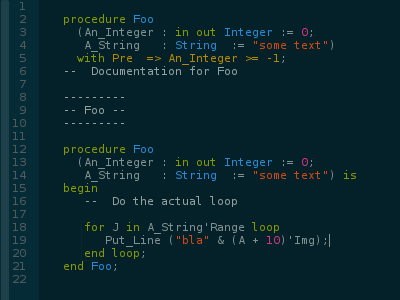 1
2 procedure Foo
3 (An_Integer : in out Integer := 0;
4 A_String   : String  := "some text")
5 with Pre  => An_Integer >= -1;
6 --  Documentation for Foo
7
8 ---------
9 -- Foo --
10 ---------
11
12 procedure Foo
13 (An_Integer : in out Integer := 0;
14 A_String   : String  := "some text") is
15 begin
16 --  Do the actual loop
17
18 for J in A_String'Range loop
19 Put_Line ("bla" & (A + 10)'Img);
20 end loop;
21 end Foo;
22